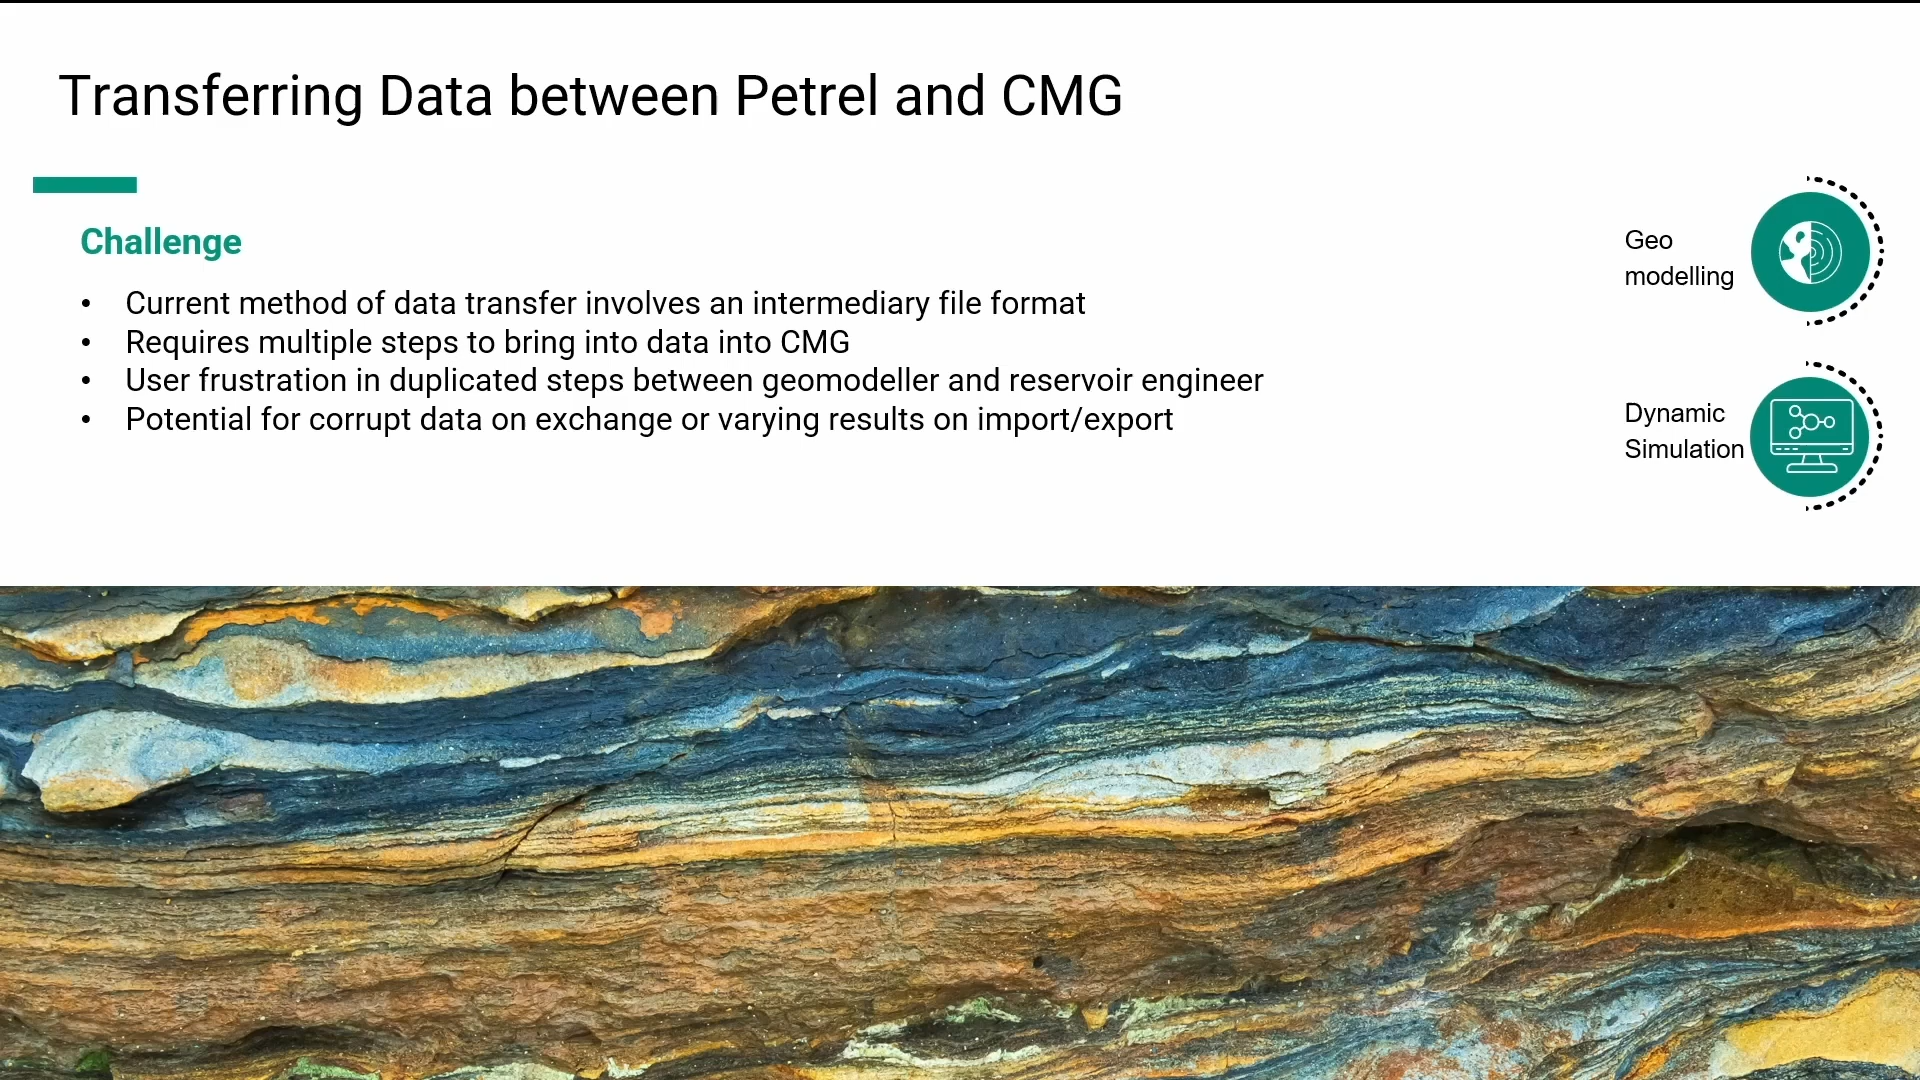 Transferring Data between Petrel and CMG
Challenge
• Current method of data transfer involves an intermediary file format
• Requires multiple steps to bring into data into CMG
• User frustration in duplicated steps between geomodeller and reservoir engineer
• Potential for corrupt data on exchange or varying results on import/export
Geo
modelling
Dynamic
Simulation